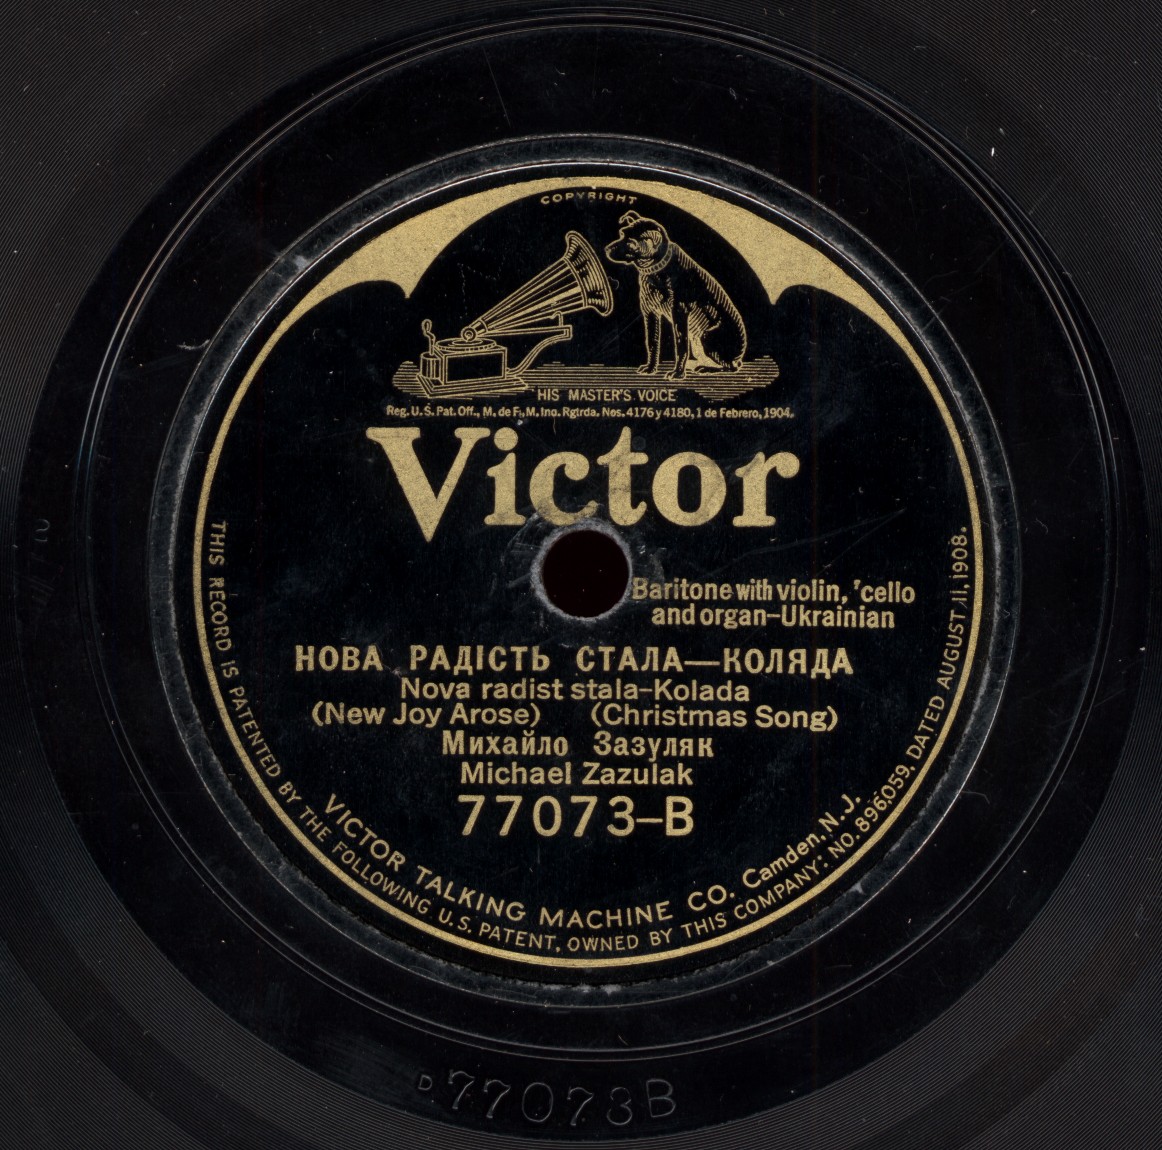 COPYRIGHT
HIS MASTER'S VOICE
Reg. U.S. Pat. Off., M. de F., M. Ind. Rgtrda. Nos. 4176 y 4180, 1 de Febrero, 1904.
Victor
Baritone with violin, 'cello
and organ–Ukrainian
НОВА РАДІСТЬ СТАЛА—КОЛЯДА
Nova radist stala–Kolada
(New Joy Arose) (Christmas Song)
Михайло Зазуляк
Michael Zazulak
77073–B
VICTOR TALKING MACHINE CO. Camden, N.J.
THIS RECORD IS PATENTED BY THE FOLLOWING U.S. PATENT, OWNED BY THIS COMPANY: NO. 896,059, DATED AUGUST 11, 1908.
D 77073B